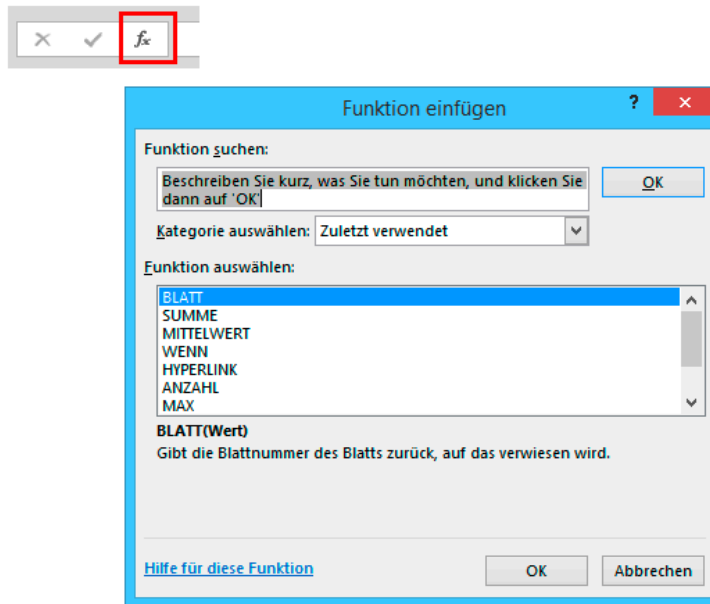 fx
Funktion einfügen
?
Funktion suchen:
Beschreiben Sie kurz, was Sie tun möchten, und klicken Sie
dann auf 'OK'
OK
Kategorie auswählen: Zuletzt verwendet
Funktion auswählen:
BLATT
SUMME
MITTELWERT
WENN
HYPERLINK
ANZAHL
MAX
BLATT(Wert)
Gibt die Blattnummer des Blatts zurück, auf das verwiesen wird.
Hilfe für diese Funktion
OK
Abbrechen